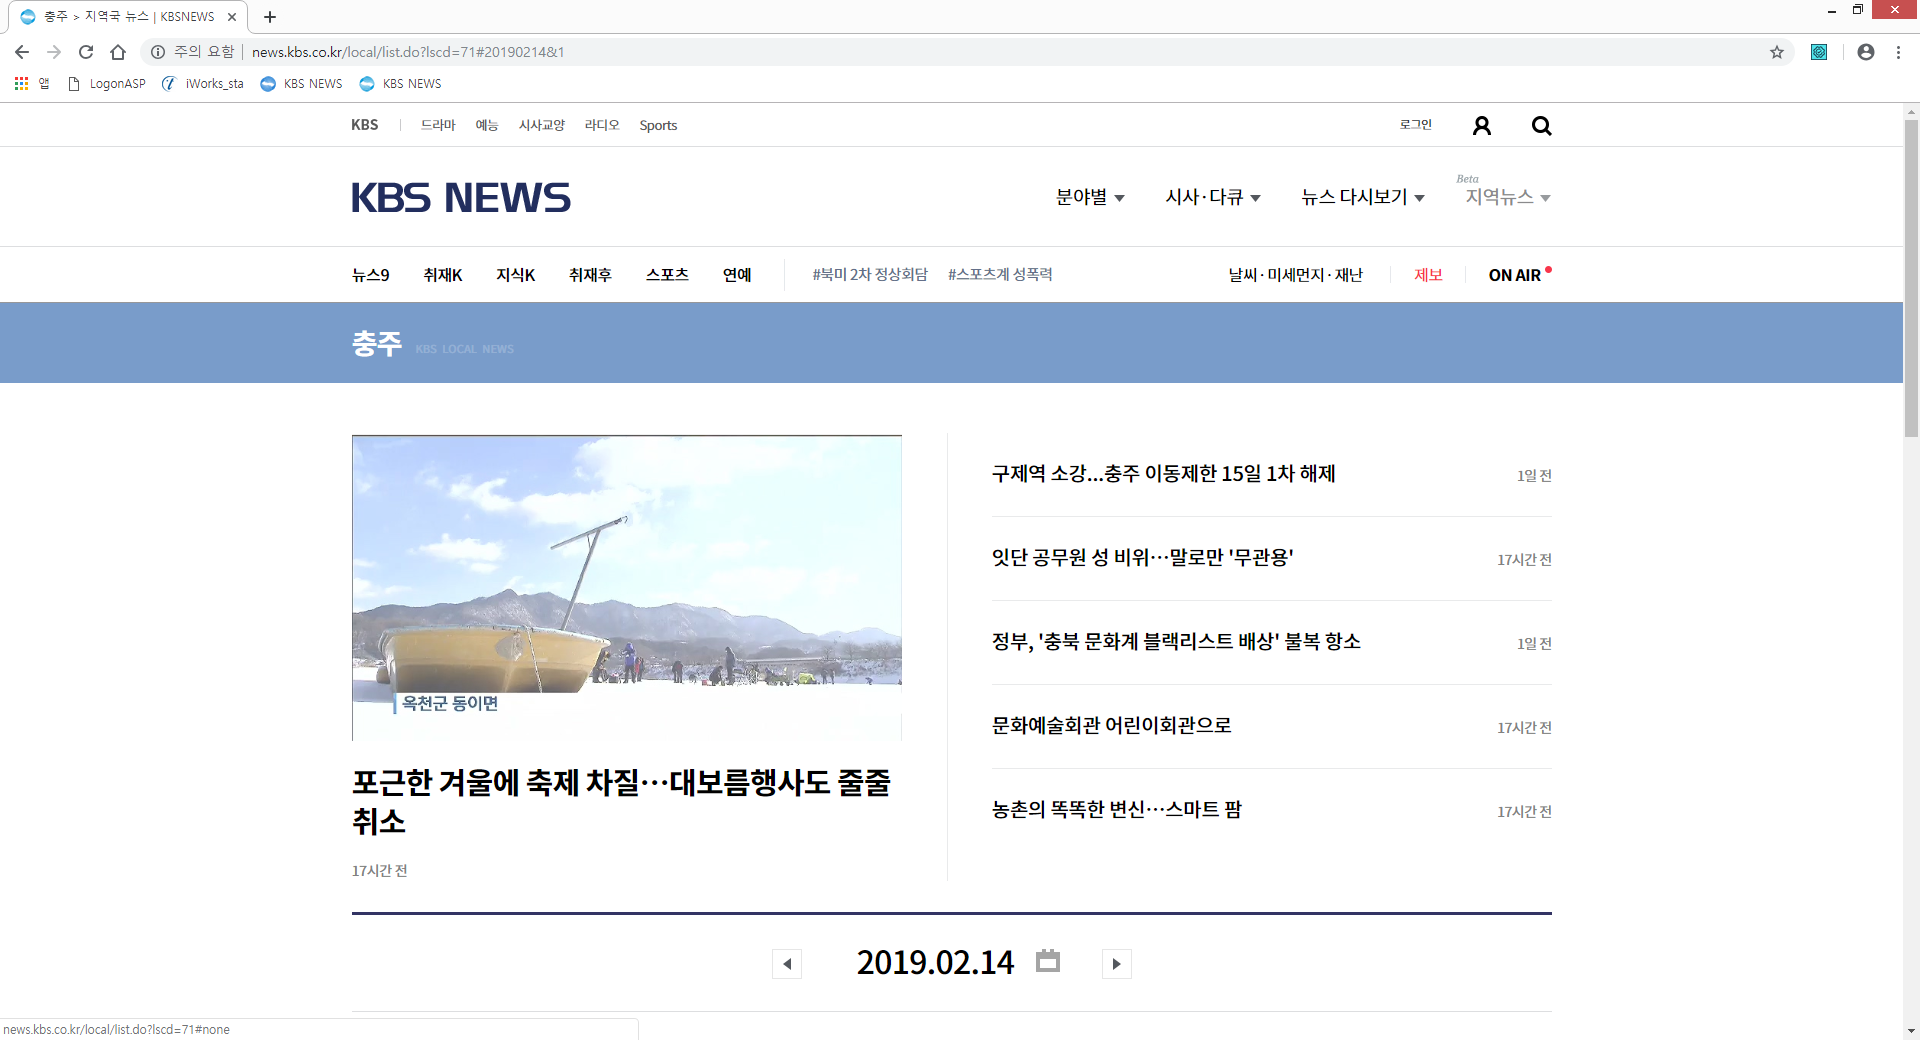 충주 > 지역국 뉴스 | KBSNEWS
주의 요함 | news.kbs.co.kr/local/list.do?lscd=71#20190214&1
앱 LogonASP iWorks_sta KBS NEWS KBS NEWS
KBS | 드라마 예능 시사교양 라디오 Sports 로그인
KBS NEWS
분야별 시사·다큐 뉴스 다시보기 Beta 지역뉴스
뉴스9 취재K 지식K 취재후 스포츠 연예 #북미 2차 정상회담 #스포츠계 성폭력 날씨·미세먼지·재난 제보 ON AIR
충주 KBS LOCAL NEWS
옥천군 동이면
포근한 겨울에 축제 차질…대보름행사도 줄줄
취소
17시간 전
구제역 소강...충주 이동제한 15일 1차 해제 1일 전
잇단 공무원 성 비위…말로만 '무관용' 17시간 전
정부, '충북 문화계 블랙리스트 배상' 불복 항소 1일 전
문화예술회관 어린이회관으로 17시간 전
농촌의 똑똑한 변신…스마트 팜 17시간 전
2019.02.14
news.kbs.co.kr/local/list.do?lscd=71#none